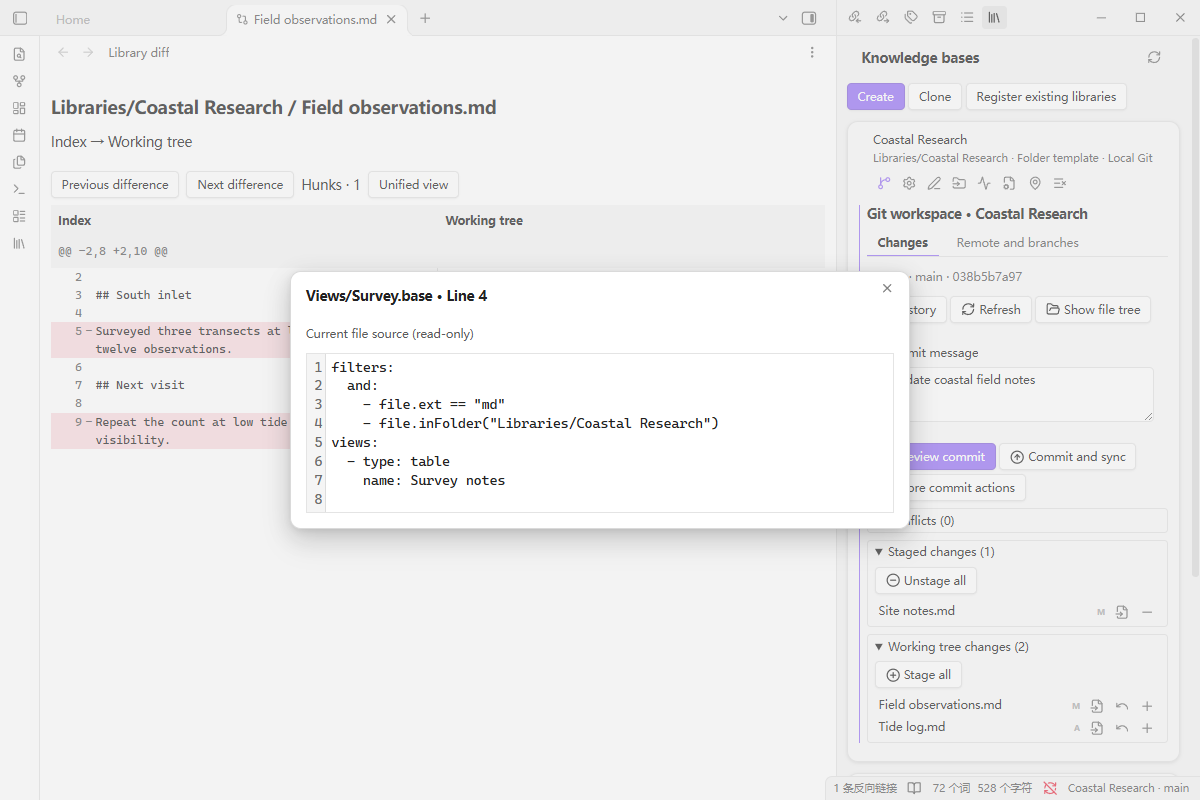 Home
Field observations.md
Library diff
Libraries/Coastal Research / Field observations.md
Index → Working tree
Previous difference
Next difference
Hunks · 1
Unified view
Index
Working tree
@@ -2,8 +2,10 @@
2
3 ## South inlet
4
5 - Surveyed three transects at
twelve observations.
6
7 ## Next visit
8
9 - Repeat the count at low tide
visibility.
Views/Survey.base • Line 4
Current file source (read-only)
1 filters:
2   and:
3     - file.ext == "md"
4     - file.inFolder("Libraries/Coastal Research")
5 views:
6   - type: table
7     name: Survey notes
8
Knowledge bases
Create
Clone
Register existing libraries
Coastal Research
Libraries/Coastal Research · Folder template · Local Git
Git workspace • Coastal Research
Changes
Remote and branches
· main · 038b5b7a97
story
Refresh
Show file tree
mit message
date coastal field notes
eview commit
Commit and sync
ore commit actions
nflicts (0)
▼ Staged changes (1)
Unstage all
Site notes.md
M
▼ Working tree changes (2)
Stage all
Field observations.md
M
Tide log.md
A
1 条反向链接
72 个词 528 个字符
Coastal Research · main